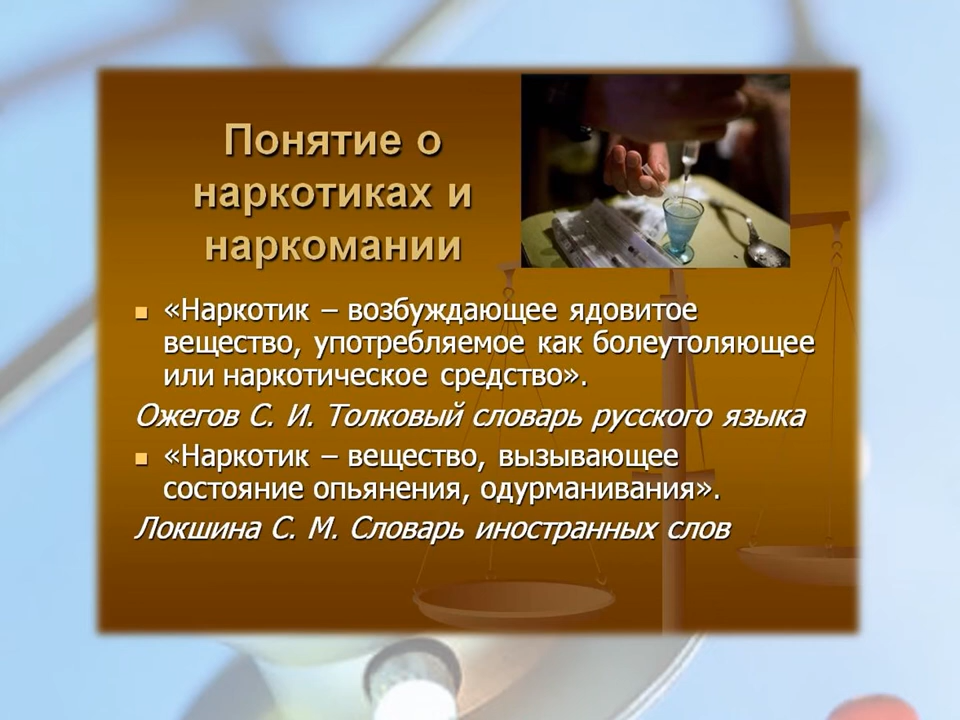 Понятие о
наркотиках и
наркомании
«Наркотик – возбуждающее ядовитое
вещество, употребляемое как болеутоляющее
или наркотическое средство».
Ожегов С. И. Толковый словарь русского языка
«Наркотик – вещество, вызывающее
состояние опьянения, одурманивания».
Локшина С. М. Словарь иностранных слов